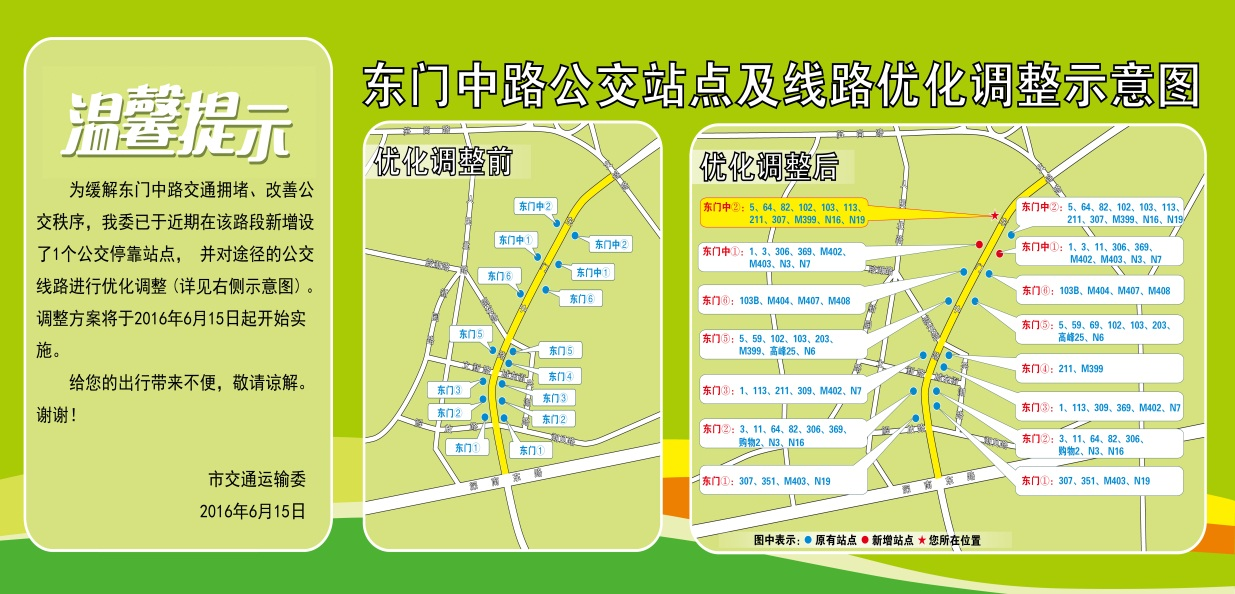 东门中路公交站点及线路优化调整示意图
温馨提示
为缓解东门中路交通拥堵、改善公
交秩序，我委已于近期在该路段新增设
了1个公交停靠站点， 并对途径的公交
线路进行优化调整（详见右侧示意图）。
调整方案将于2016年6月15日起开始实
施。
给您的出行带来不便，敬请谅解。
谢谢！
市交通运输委
2016年6月15日
优化调整前
东门中②
东门中①
东门中②
东门中①
东门⑥
东门⑥
东门⑤
东门⑤
东门④
东门③
东门③
东门②
东门②
东门①
东门①
深南东路
优化调整后
东门中②：5、64、82、102、103、113、
211、307、M399、N16、N19
东门中①：1、3、306、369、M402、
M403、N3、N7
东门⑥：103B、M404、M407、M408
东门⑤：5、59、102、103、203、
M399、高峰25、N6
东门③：1、113、211、309、M402、N7
东门②：3、11、64、82、306、369、
购物2、N3、N16
东门①：307、351、M403、N19
东门中②：5、64、82、102、103、113、
211、307、M399、N16、N19
东门中①：1、3、11、306、369、
M402、M403、N3、N7
东门⑥：103B、M404、M407、M408
东门⑤：5、59、69、102、103、203、
高峰25、N6
东门④：211、M399
东门③：1、113、309、369、M402、N7
东门②：3、11、64、82、306、
购物2、N3、N16
东门①：307、351、M403、N19
深南东路
图中表示：原有站点 新增站点 您所在位置